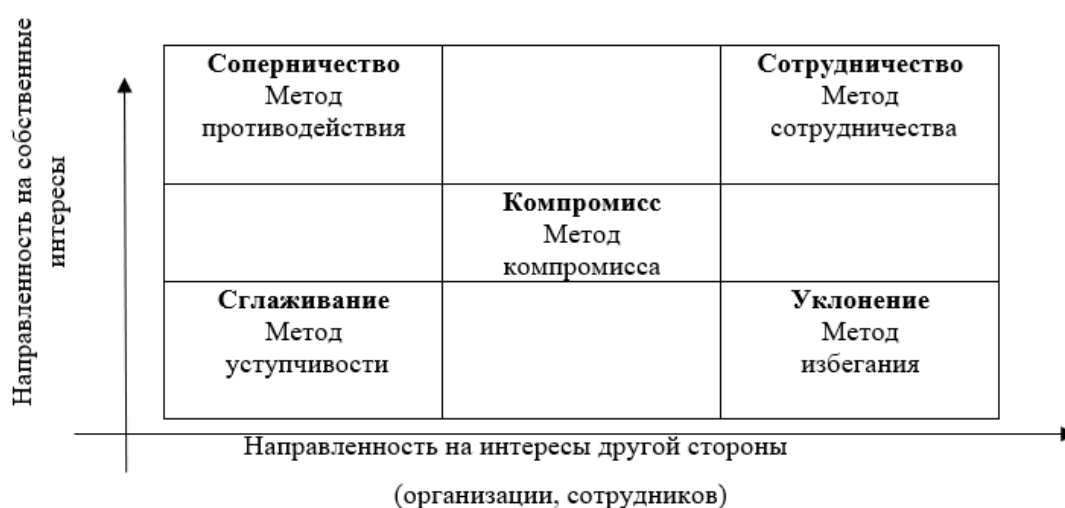 Направленность на собственные
интересы
Соперничество
Метод
противодействия
Сотрудничество
Метод
сотрудничества
Компромисс
Метод
компромисса
Сглаживание
Метод
уступчивости
Уклонение
Метод
избегания
Направленность на интересы другой стороны
(организации, сотрудников)